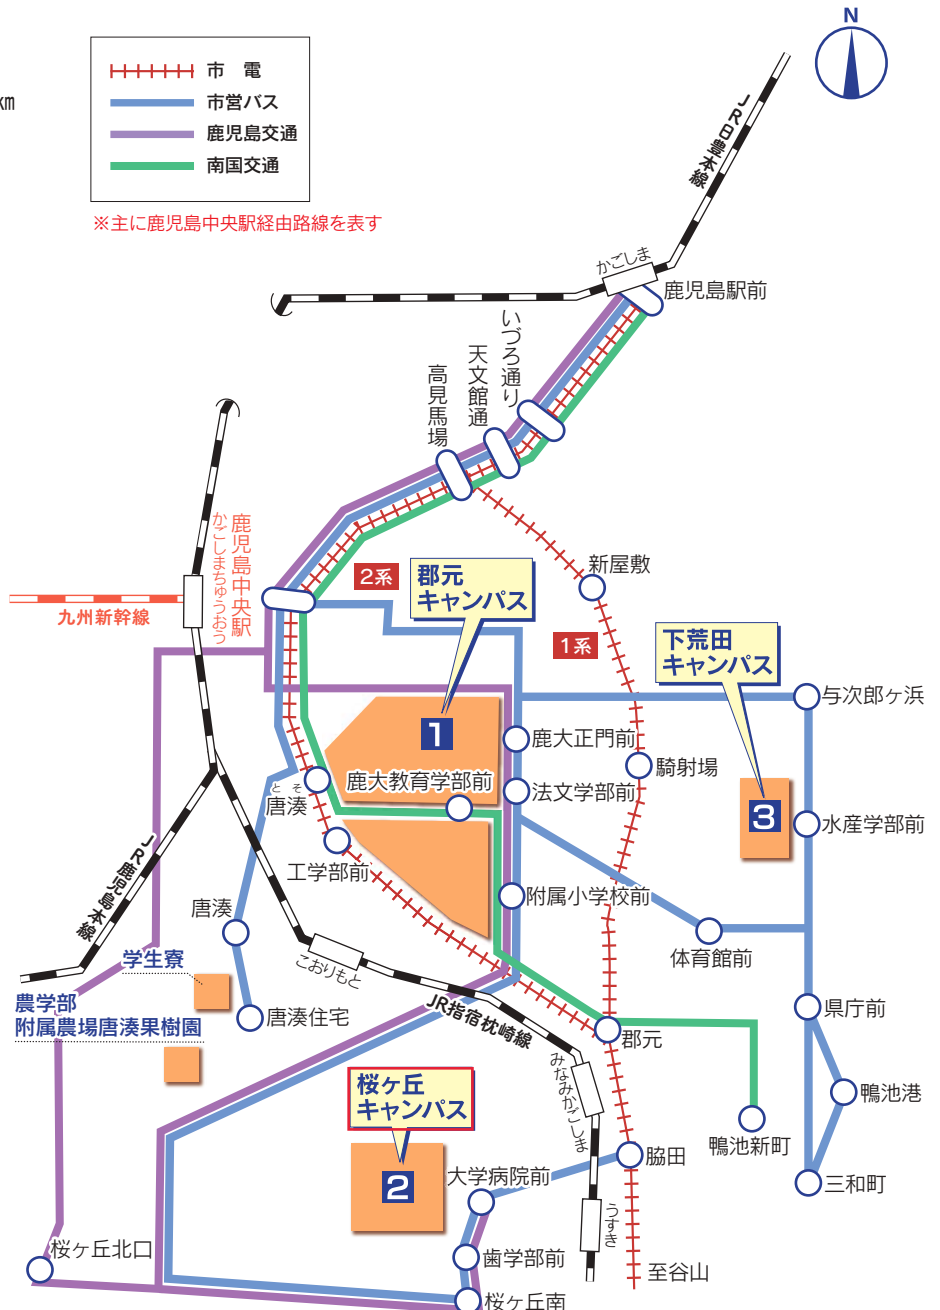 N
km
市 電
市営バス
鹿児島交通
南国交通
※主に鹿児島中央駅経由路線を表す
JR日豊本線
かごしま
鹿児島駅前
いづろ通り
天文館通
高見馬場
鹿児島中央駅
かごしまちゅうおう
九州新幹線
2系
郡元
キャンパス
新屋敷
1系
下荒田
キャンパス
与次郎ヶ浜
1
鹿大正門前
騎射場
鹿大教育学部前
法文学部前
とそ
唐湊
3
水産学部前
工学部前
JR鹿児島本線
唐湊
附属小学校前
体育館前
こおりもと
学生寮
農学部
附属農場唐湊果樹園
唐湊住宅
JR指宿枕崎線
郡元
県庁前
みなみかごしま
桜ヶ丘
キャンパス
鴨池港
鴨池新町
脇田
2
大学病院前
三和町
うすき
桜ヶ丘北口
歯学部前
至谷山
桜ヶ丘南